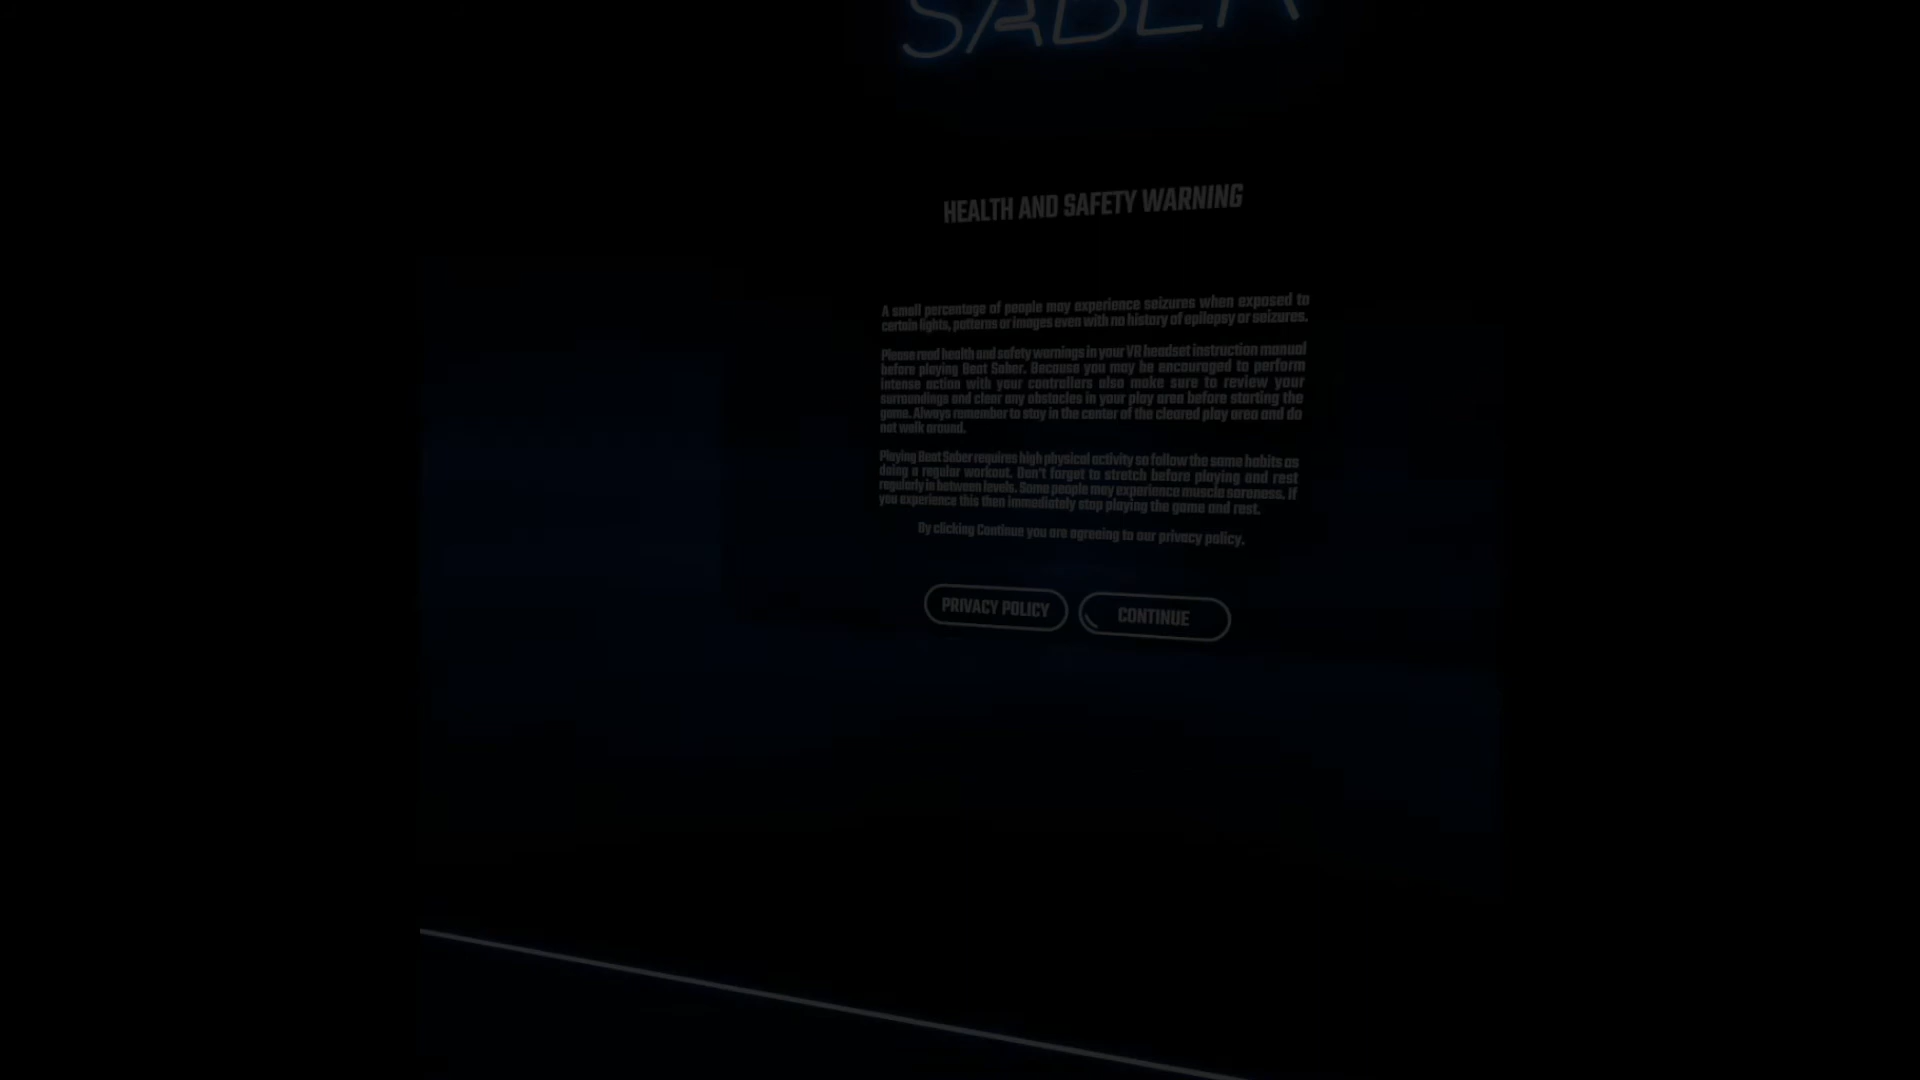 SABER
HEALTH AND SAFETY WARNING
A small percentage of people may experience seizures when exposed to
certain lights, patterns or images even with no history of epilepsy or seizures.
Please read health and safety warnings in your VR headset instruction manual
before playing Beat Saber. Because you may be encouraged to perform
intense action with your controllers also make sure to review your
surroundings and clear any obstacles in your play area before starting the
game. Always remember to stay in the center of the cleared play area and do
not walk around.
Playing Beat Saber requires high physical activity so follow the same habits as
doing a regular workout. Don't forget to stretch before playing and rest
regularly in between levels. Some people may experience muscle soreness. If
you experience this then immediately stop playing the game and rest.
By clicking Continue you are agreeing to our privacy policy.
PRIVACY POLICY
CONTINUE